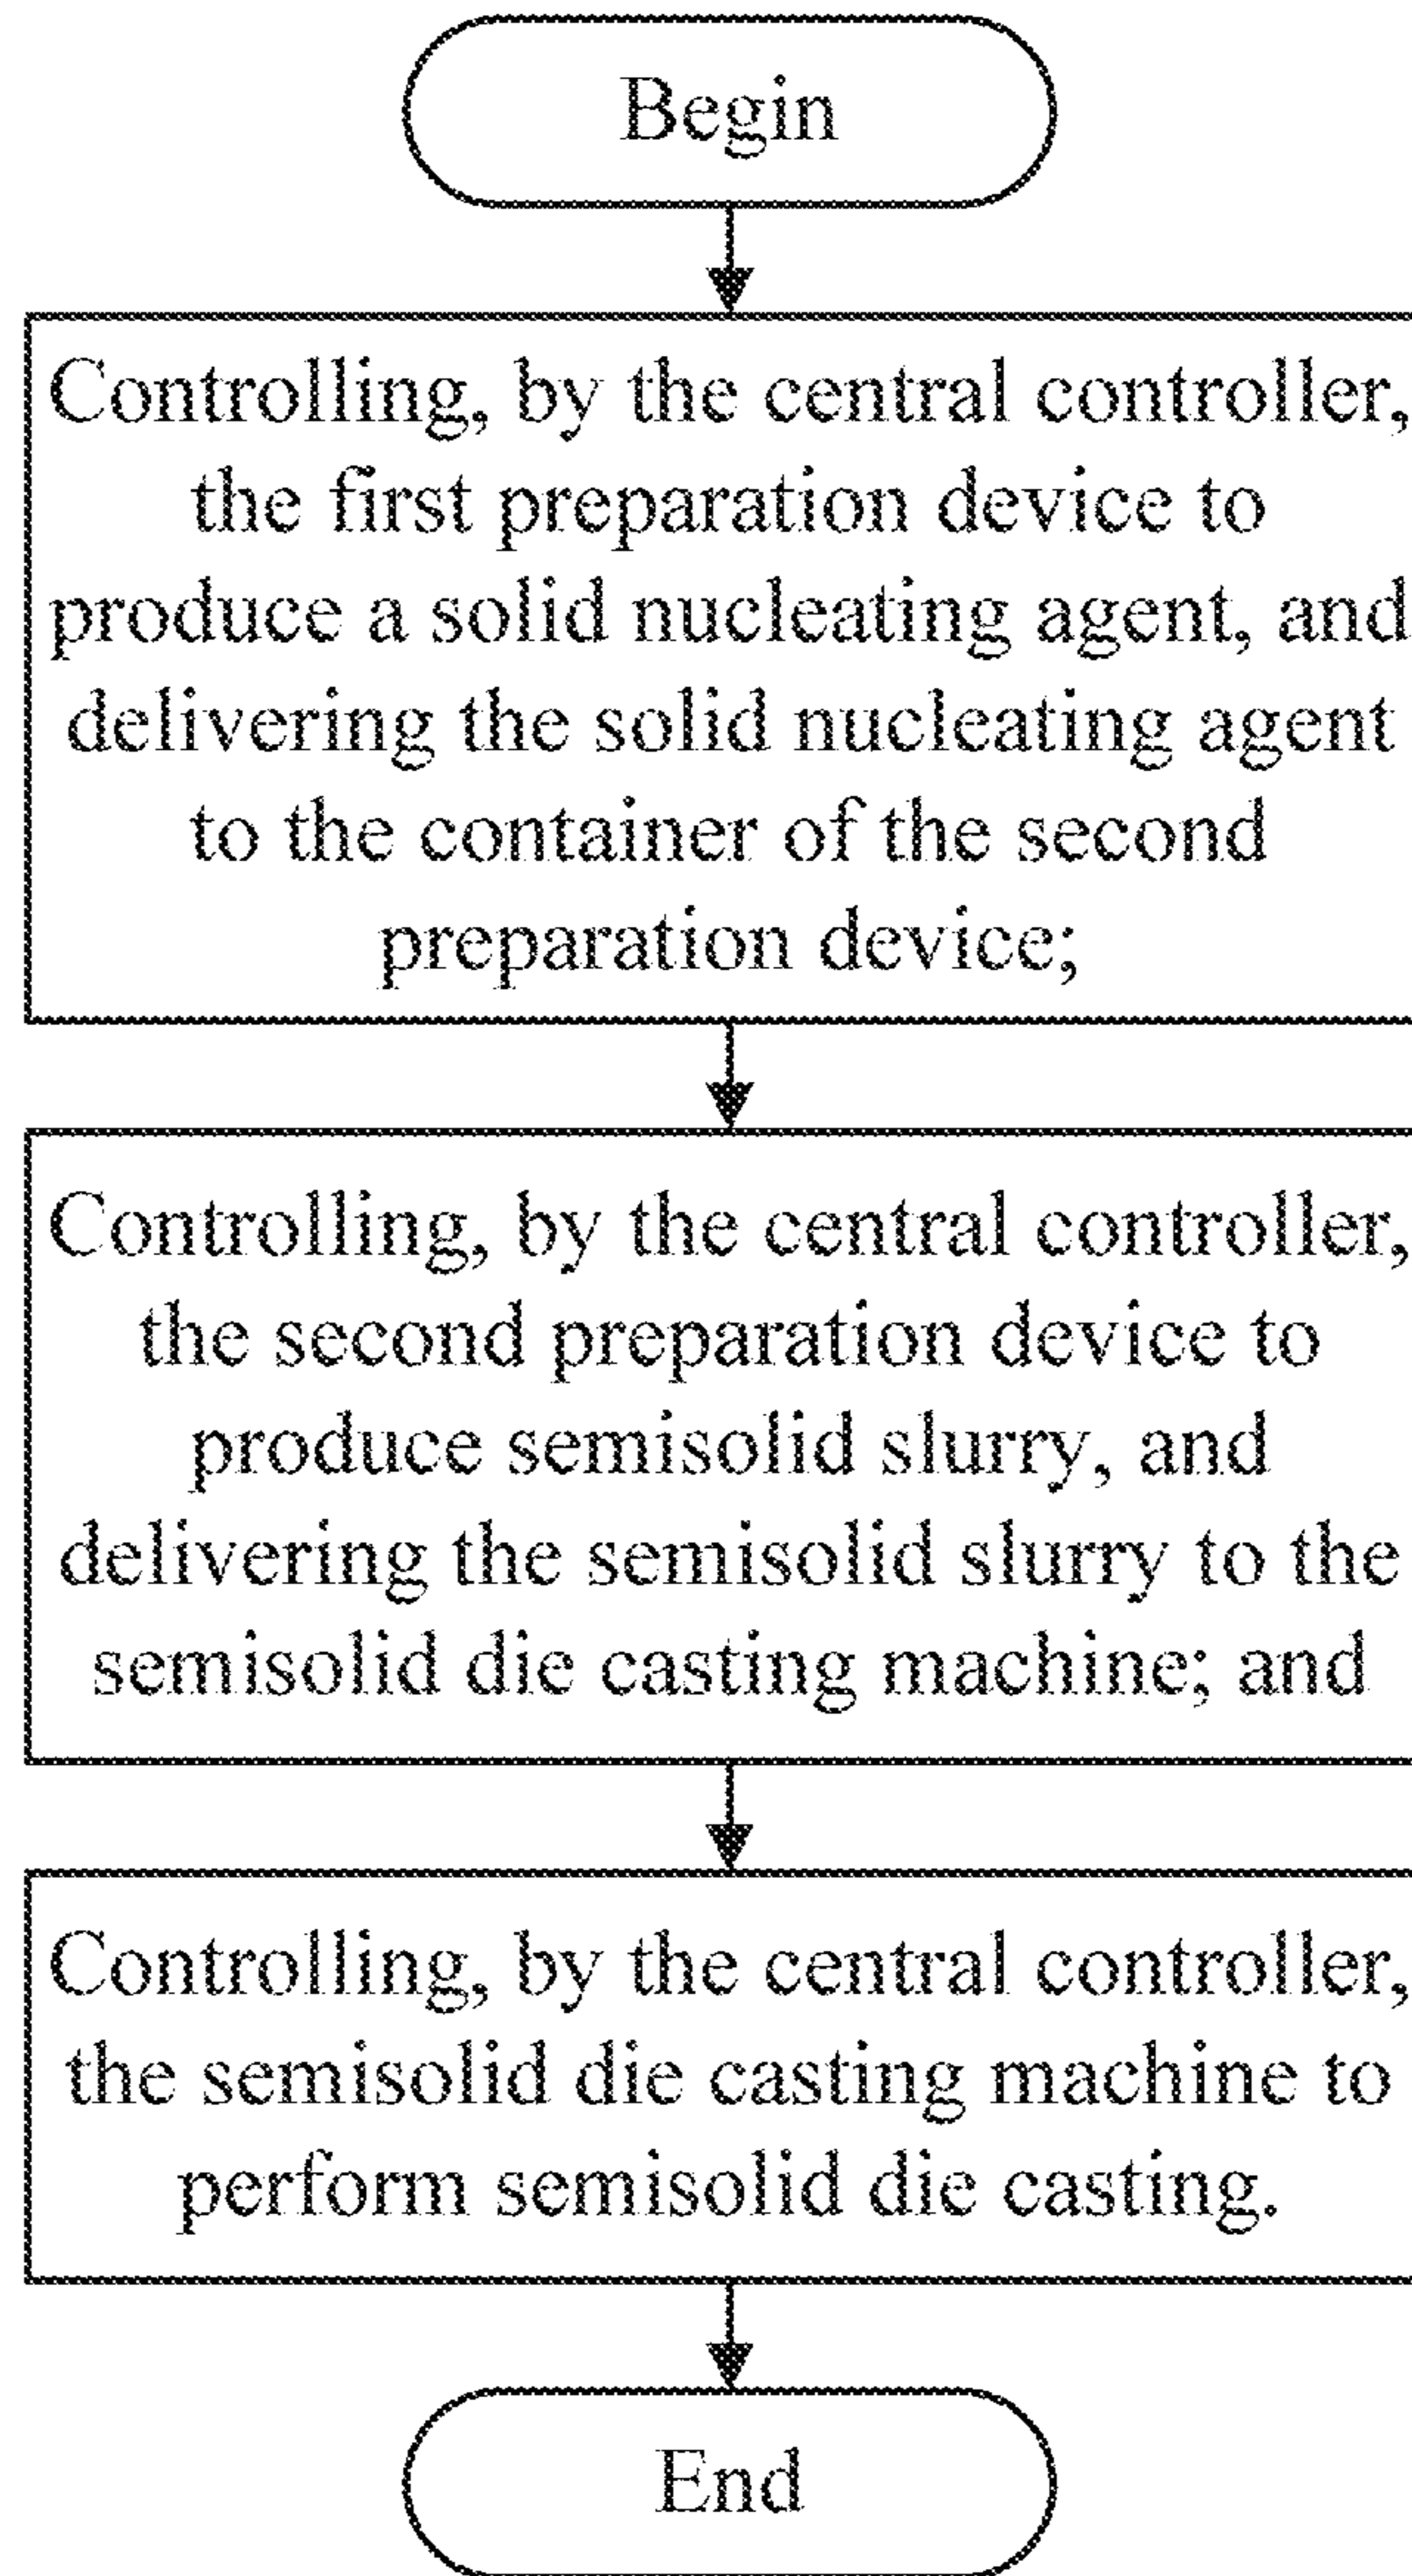 Begin
Controlling, by the central controller,
the first preparation device to
produce a solid nucleating agent, and
delivering the solid nucleating agent
to the container of the second
preparation device;
Controlling, by the central controller,
the second preparation device to
produce semisolid slurry, and
delivering the semisolid slurry to the
semisolid die casting machine; and
Controlling, by the central controller,
the semisolid die casting machine to
perform semisolid die casting.
End